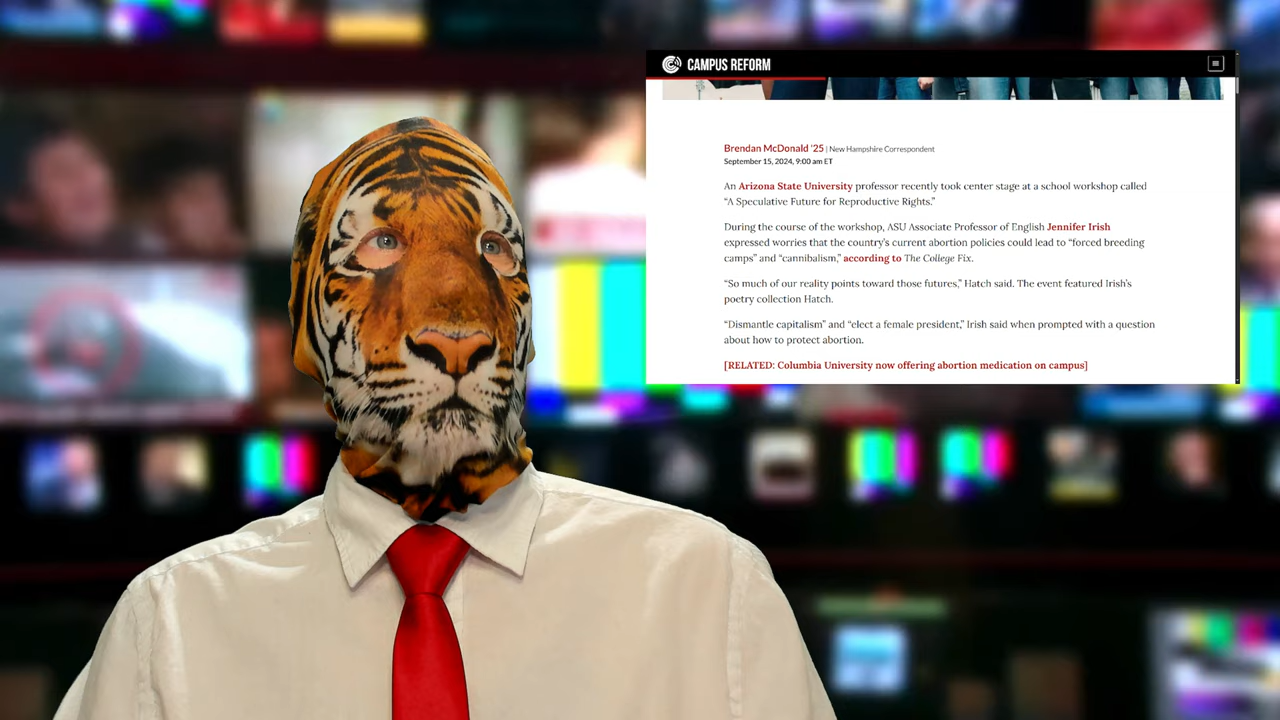 CAMPUS REFORM
Brendan McDonald '25 | New Hampshire Correspondent
September 15, 2024, 9:00 am ET
An Arizona State University professor recently took center stage at a school workshop called
“A Speculative Future for Reproductive Rights.”
During the course of the workshop, ASU Associate Professor of English Jennifer Irish
expressed worries that the country's current abortion policies could lead to “forced breeding
camps” and “cannibalism,” according to The College Fix.
“So much of our reality points toward those futures,” Hatch said. The event featured Irish's
poetry collection Hatch.
“Dismantle capitalism” and “elect a female president,” Irish said when prompted with a question
about how to protect abortion.
[RELATED: Columbia University now offering abortion medication on campus]